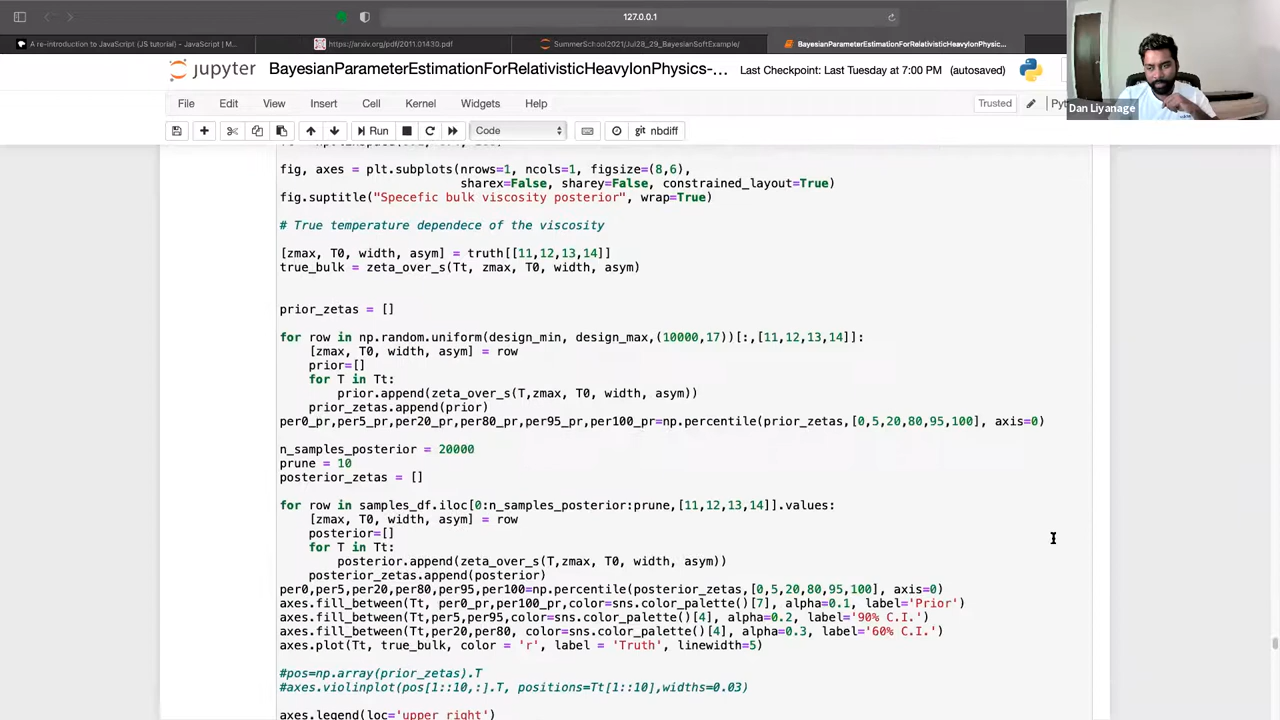 127.0.0.1
A re-introduction to JavaScript (JS tutorial) - JavaScript | M...
https://arxiv.org/pdf/2011.01430.pdf
SummerSchool2021/Jul28_29_BayesianSoftExample/
BayesianParameterEstimationForRelativisticHeavyIonPhysic...
jupyter BayesianParameterEstimationForRelativisticHeavyIonPhysics-... Last Checkpoint: Last Tuesday at 7:00 PM (autosaved)
Dan Liyanage
File Edit View Insert Cell Kernel Widgets Help Trusted
Run Code nbdiff
fig, axes = plt.subplots(nrows=1, ncols=1, figsize=(8,6),
sharex=False, sharey=False, constrained_layout=True)
fig.suptitle("Specefic bulk viscosity posterior", wrap=True)
# True temperature dependece of the viscosity
[zmax, T0, width, asym] = truth[[11,12,13,14]]
true_bulk = zeta_over_s(Tt, zmax, T0, width, asym)
prior_zetas = []
for row in np.random.uniform(design_min, design_max,(10000,17))[:,[11,12,13,14]]:
[zmax, T0, width, asym] = row
prior=[]
for T in Tt:
prior.append(zeta_over_s(T,zmax, T0, width, asym))
prior_zetas.append(prior)
per0_pr,per5_pr,per20_pr,per80_pr,per95_pr,per100_pr=np.percentile(prior_zetas,[0,5,20,80,95,100], axis=0)
n_samples_posterior = 20000
prune = 10
posterior_zetas = []
for row in samples_df.iloc[0:n_samples_posterior:prune,[11,12,13,14]].values:
[zmax, T0, width, asym] = row
posterior=[]
for T in Tt:
posterior.append(zeta_over_s(T,zmax, T0, width, asym))
posterior_zetas.append(posterior)
per0,per5,per20,per80,per95,per100=np.percentile(posterior_zetas,[0,5,20,80,95,100], axis=0)
axes.fill_between(Tt, per0_pr,per100_pr,color=sns.color_palette()[7], alpha=0.1, label='Prior')
axes.fill_between(Tt,per5,per95,color=sns.color_palette()[4], alpha=0.2, label='90% C.I.')
axes.fill_between(Tt,per20,per80, color=sns.color_palette()[4], alpha=0.3, label='60% C.I.')
axes.plot(Tt, true_bulk, color = 'r', label = 'Truth', linewidth=5)
#pos=np.array(prior_zetas).T
#axes.violinplot(pos[1::10,:].T, positions=Tt[1::10],widths=0.03)
axes.legend(loc='upper right')